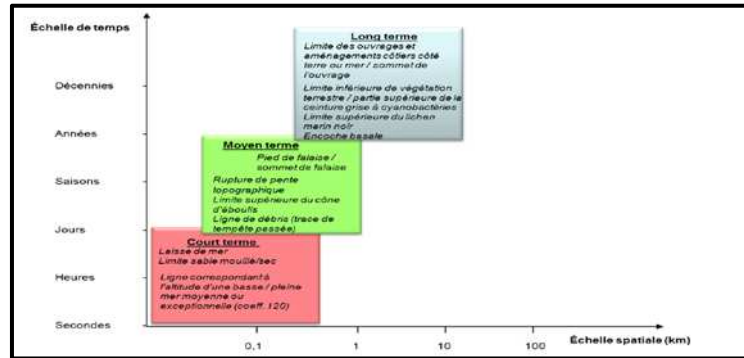 Échelle de temps
Long terme
Limite des ouvrages et
aménagements côtiers côté
terre ou mer / sommet de
l'ouvrage
Décennies
Limite inférieure de végétation
terrestre / partie supérieure de la
ceinture grise à cyanobactéries
Limite supérieure du lichen
marin noir
Encoche basale
Années
Moyen terme
Pied de falaise /
sommet de falaise
Saisons
Rupture de pente
topographique
Limite supérieure du cône
d'éboulis
Ligne de débris (trace de
tempête passée)
Jours
Court terme
Laisse de mer
Limite sable mouillé/sec
Heures
Ligne correspondant à
l'altitude d'une basse / pleine
mer moyenne ou
exceptionnelle (coeff. 120)
Secondes
0,1 1 10 100
Échelle spatiale (km)